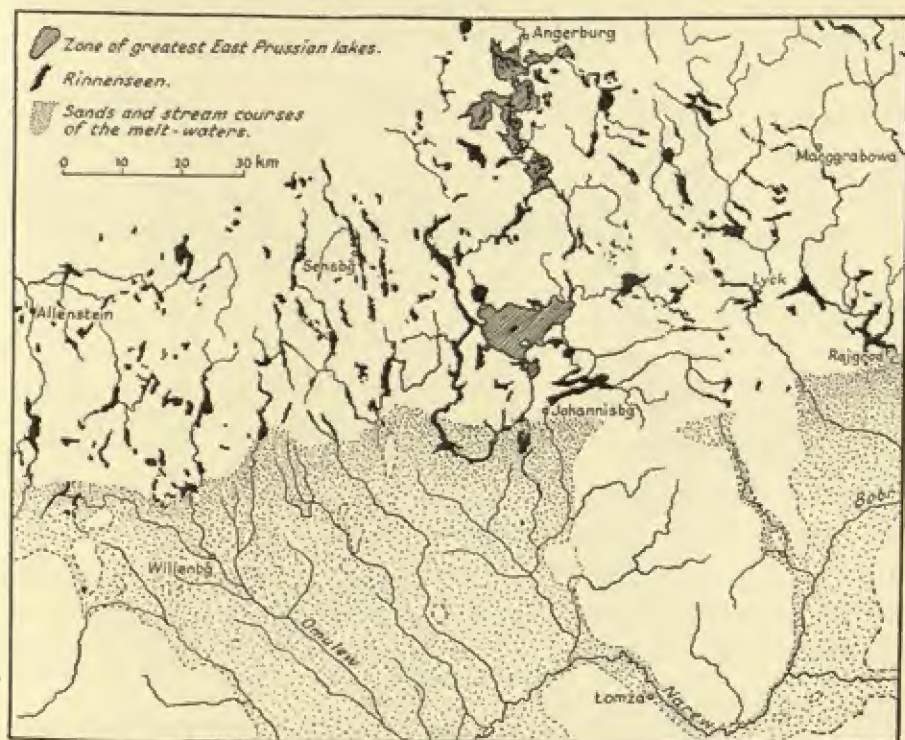 Zone of greatest East Prussian lakes.
Rinnenseen.
Sands and stream courses
of the melt-waters.
0 10 20 30 km
Angerburg
Marggrabowa
Sensbg
Lyck
Allenstein
Rajgrod
Johannisbg
Bobr
Willenbg
Omulew
Łomża
Narew